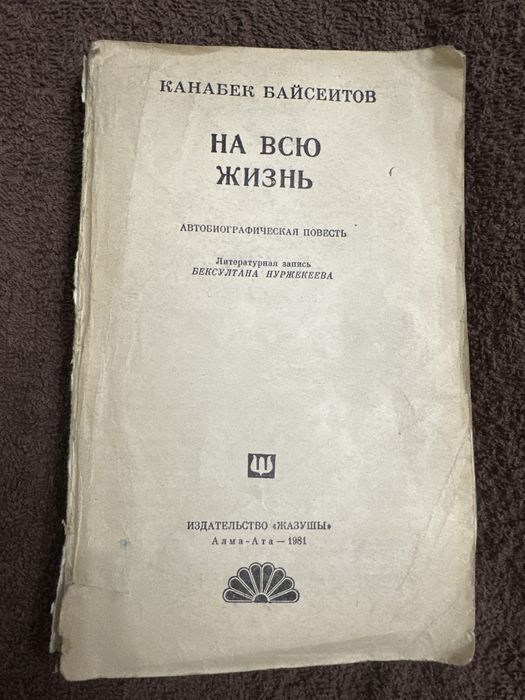 КАНАБЕК БАЙСЕИТОВ
НА ВСЮ
ЖИЗНЬ
АВТОБИОГРАФИЧЕСКАЯ ПОВЕСТЬ
Литературная запись
БЕКСУЛТАНА НУРЖЕКЕЕВА
ИЗДАТЕЛЬСТВО «ЖАЗУШЫ»
Алма-Ата — 1981